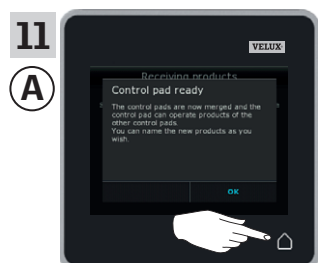 11
A
VELUX
Receiving products
Control pad ready
The control pads are now merged and the
control pad can operate products of the
other control pads.
You can name the new products as you
wish.
OK